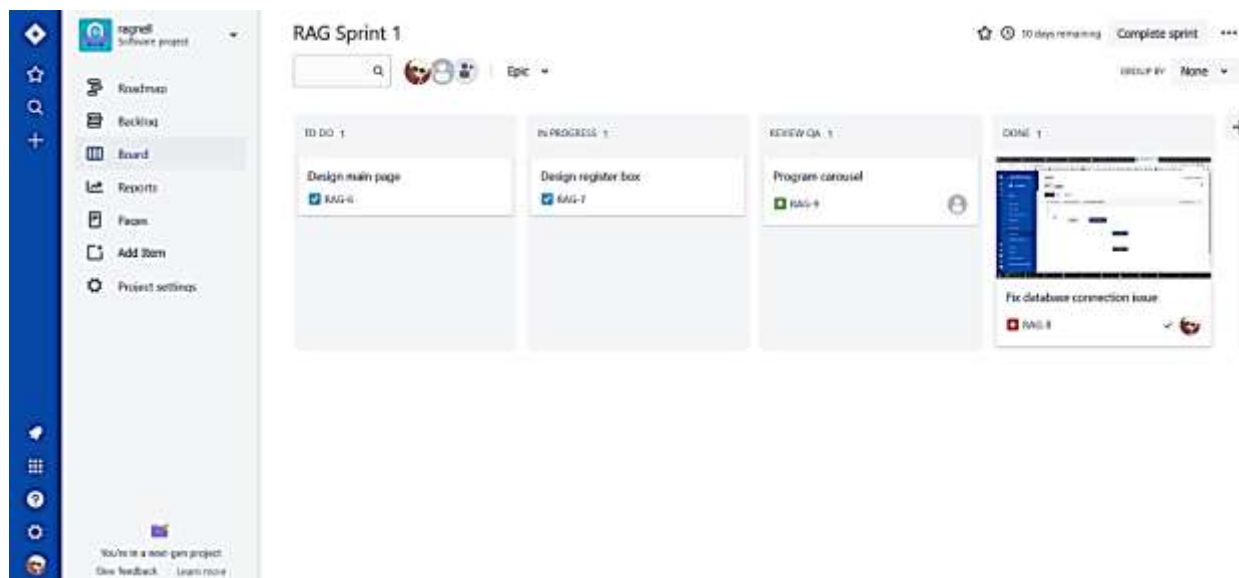 ragnell
Software project
Roadmap
Backlog
Board
Reports
Pages
Add Item
Project settings
You're in a next-gen project
Give feedback Learn more
RAG Sprint 1
10 days remaining Complete sprint
Epic
GROUP BY None
TO DO 1
Design main page
RAG-6
IN PROGRESS 1
Design register box
RAG-7
REVIEW QA 1
Program carousel
RAG-9
DONE 1
Fix database connection issue
RAG-8